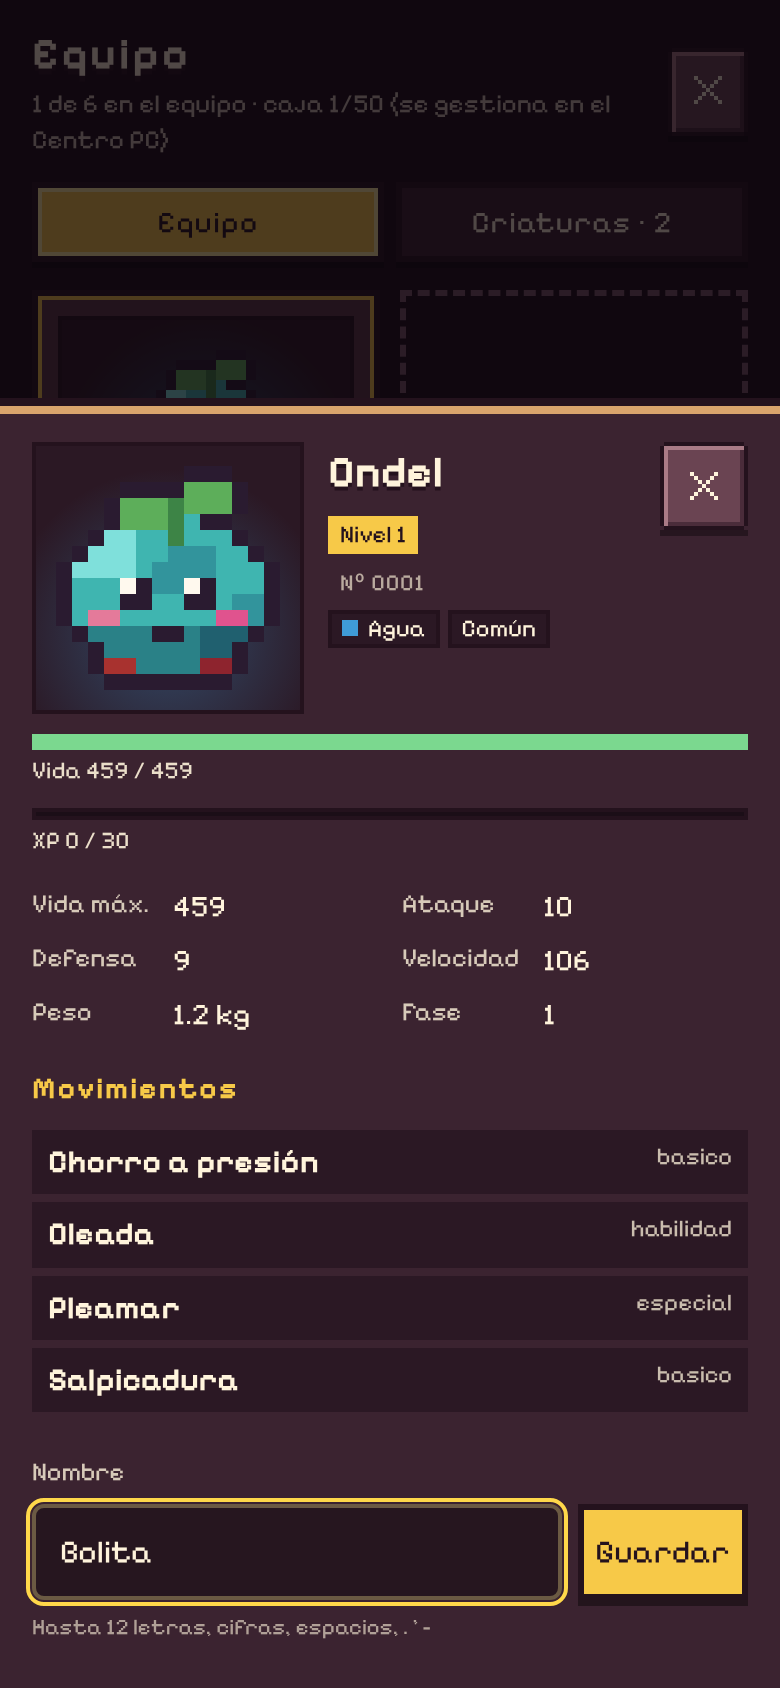 Equipo
1 de 6 en el equipo · caja 1/50 (se gestiona en el
Centro PC)
Equipo
Criaturas · 2
Ondel
Nivel 1
Nº 0001
Agua
Común
Vida 459 / 459
XP 0 / 30
Vida máx. 459
Ataque 10
Defensa 9
Velocidad 106
Peso 1.2 kg
Fase 1
Movimientos
Chorro a presión basico
Oleada habilidad
Pleamar especial
Salpicadura basico
Nombre
Golita
Guardar
Hasta 12 letras, cifras, espacios, . ' -